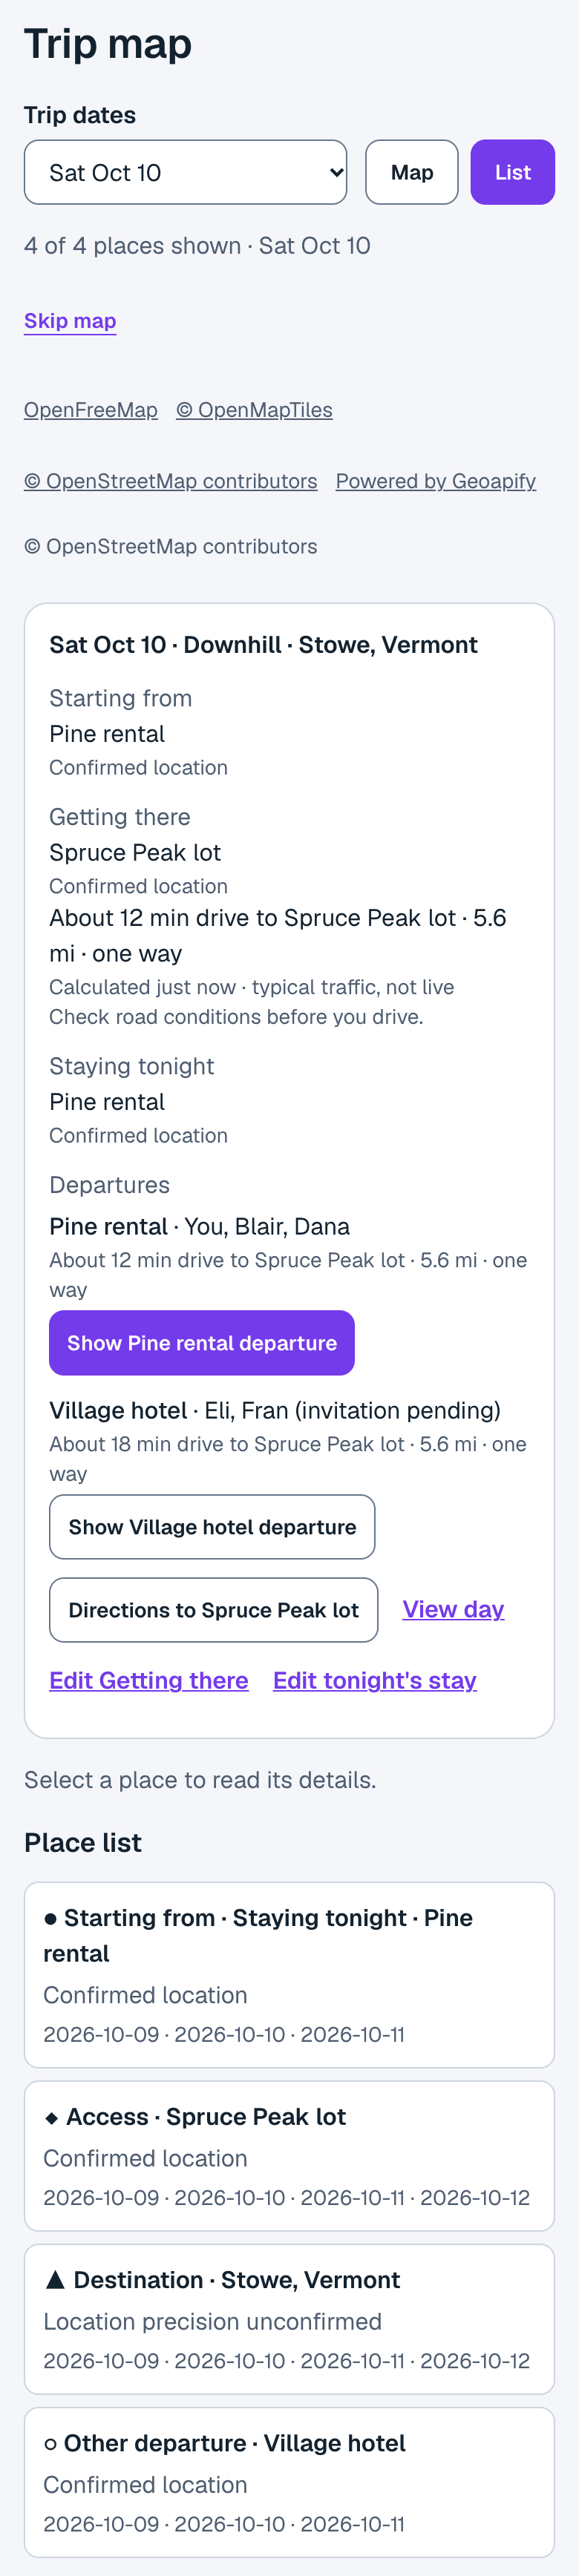 Trip map
Trip dates
Sat Oct 10
Map
List
4 of 4 places shown · Sat Oct 10
Skip map
OpenFreeMap © OpenMapTiles
© OpenStreetMap contributors Powered by Geoapify
© OpenStreetMap contributors
Sat Oct 10 · Downhill · Stowe, Vermont
Starting from
Pine rental
Confirmed location
Getting there
Spruce Peak lot
Confirmed location
About 12 min drive to Spruce Peak lot · 5.6
mi · one way
Calculated just now · typical traffic, not live
Check road conditions before you drive.
Staying tonight
Pine rental
Confirmed location
Departures
Pine rental · You, Blair, Dana
About 12 min drive to Spruce Peak lot · 5.6 mi · one
way
Show Pine rental departure
Village hotel · Eli, Fran (invitation pending)
About 18 min drive to Spruce Peak lot · 5.6 mi · one
way
Show Village hotel departure
Directions to Spruce Peak lot View day
Edit Getting there Edit tonight's stay
Select a place to read its details.
Place list
● Starting from · Staying tonight · Pine
rental
Confirmed location
2026-10-09 · 2026-10-10 · 2026-10-11
◆ Access · Spruce Peak lot
Confirmed location
2026-10-09 · 2026-10-10 · 2026-10-11 · 2026-10-12
▲ Destination · Stowe, Vermont
Location precision unconfirmed
2026-10-09 · 2026-10-10 · 2026-10-11 · 2026-10-12
○ Other departure · Village hotel
Confirmed location
2026-10-09 · 2026-10-10 · 2026-10-11